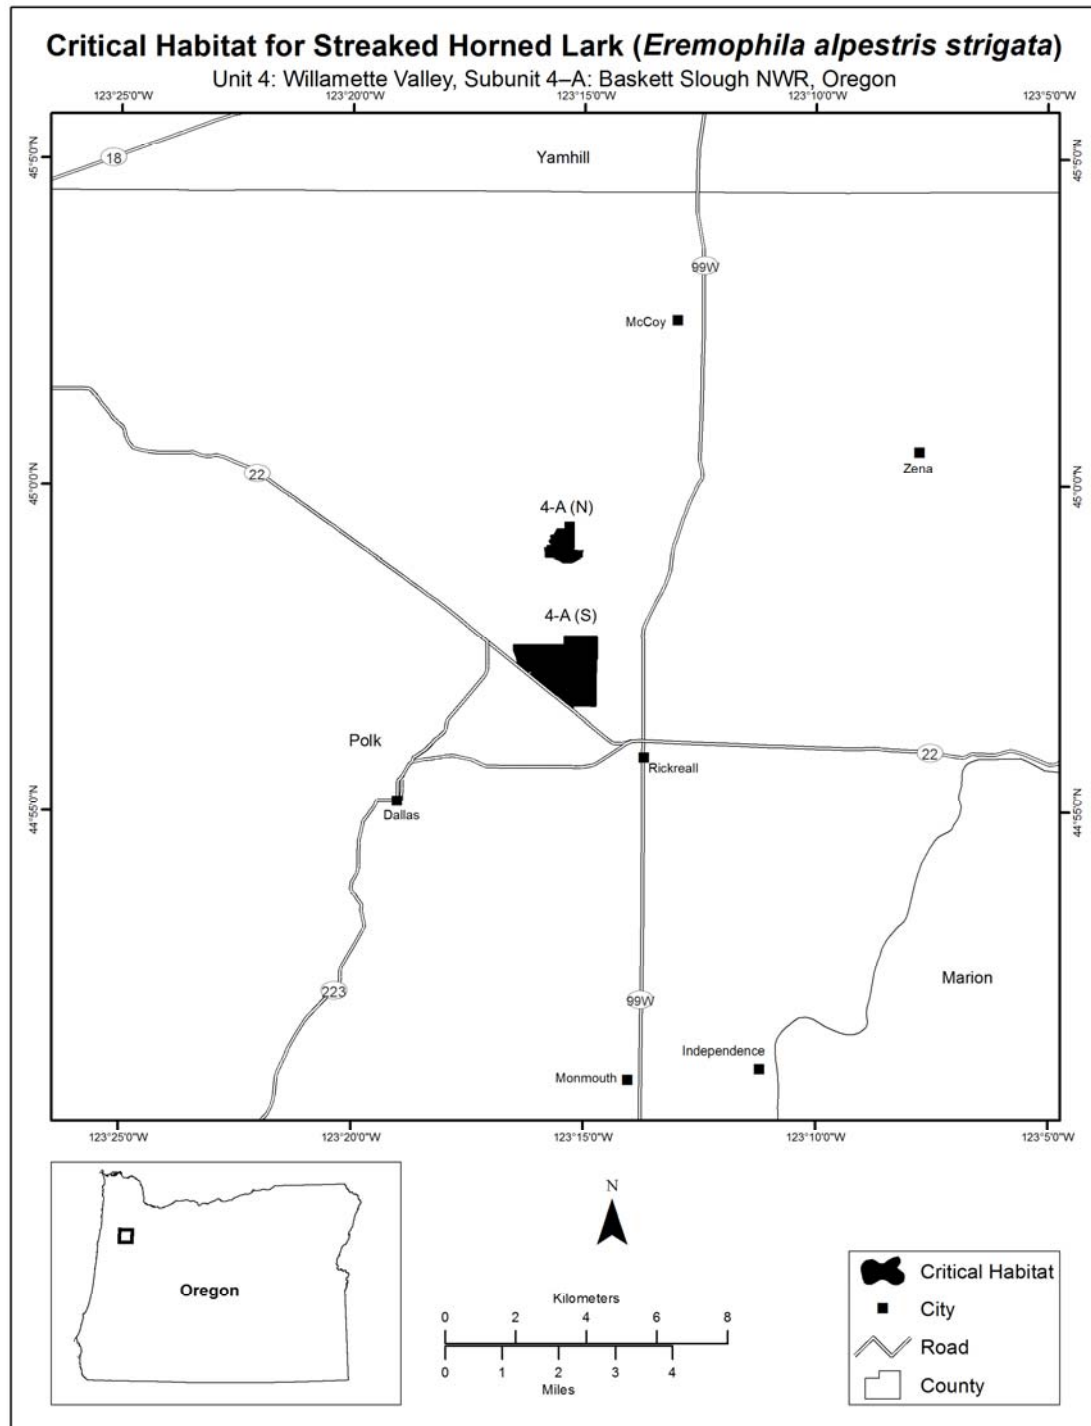 Critical Habitat for Streaked Horned Lark (Eremophila alpestris strigata)
Unit 4: Willamette Valley, Subunit 4–A: Baskett Slough NWR, Oregon
123°25'0"W 123°20'0"W 123°15'0"W 123°10'0"W 123°5'0"W
45°5'0"N
45°5'0"N
18
Yamhill
99W
McCoy
Zena
22
45°0'0"N
45°0'0"N
4-A (N)
4-A (S)
Polk
22
Rickreall
Dallas
44°55'0"N
44°55'0"N
Marion
223
99W
Independence
Monmouth
123°25'0"W 123°20'0"W 123°15'0"W 123°10'0"W 123°5'0"W
Oregon
N
Kilometers
0 2 4 6 8
0 1 2 3 4
Miles
Critical Habitat
City
Road
County